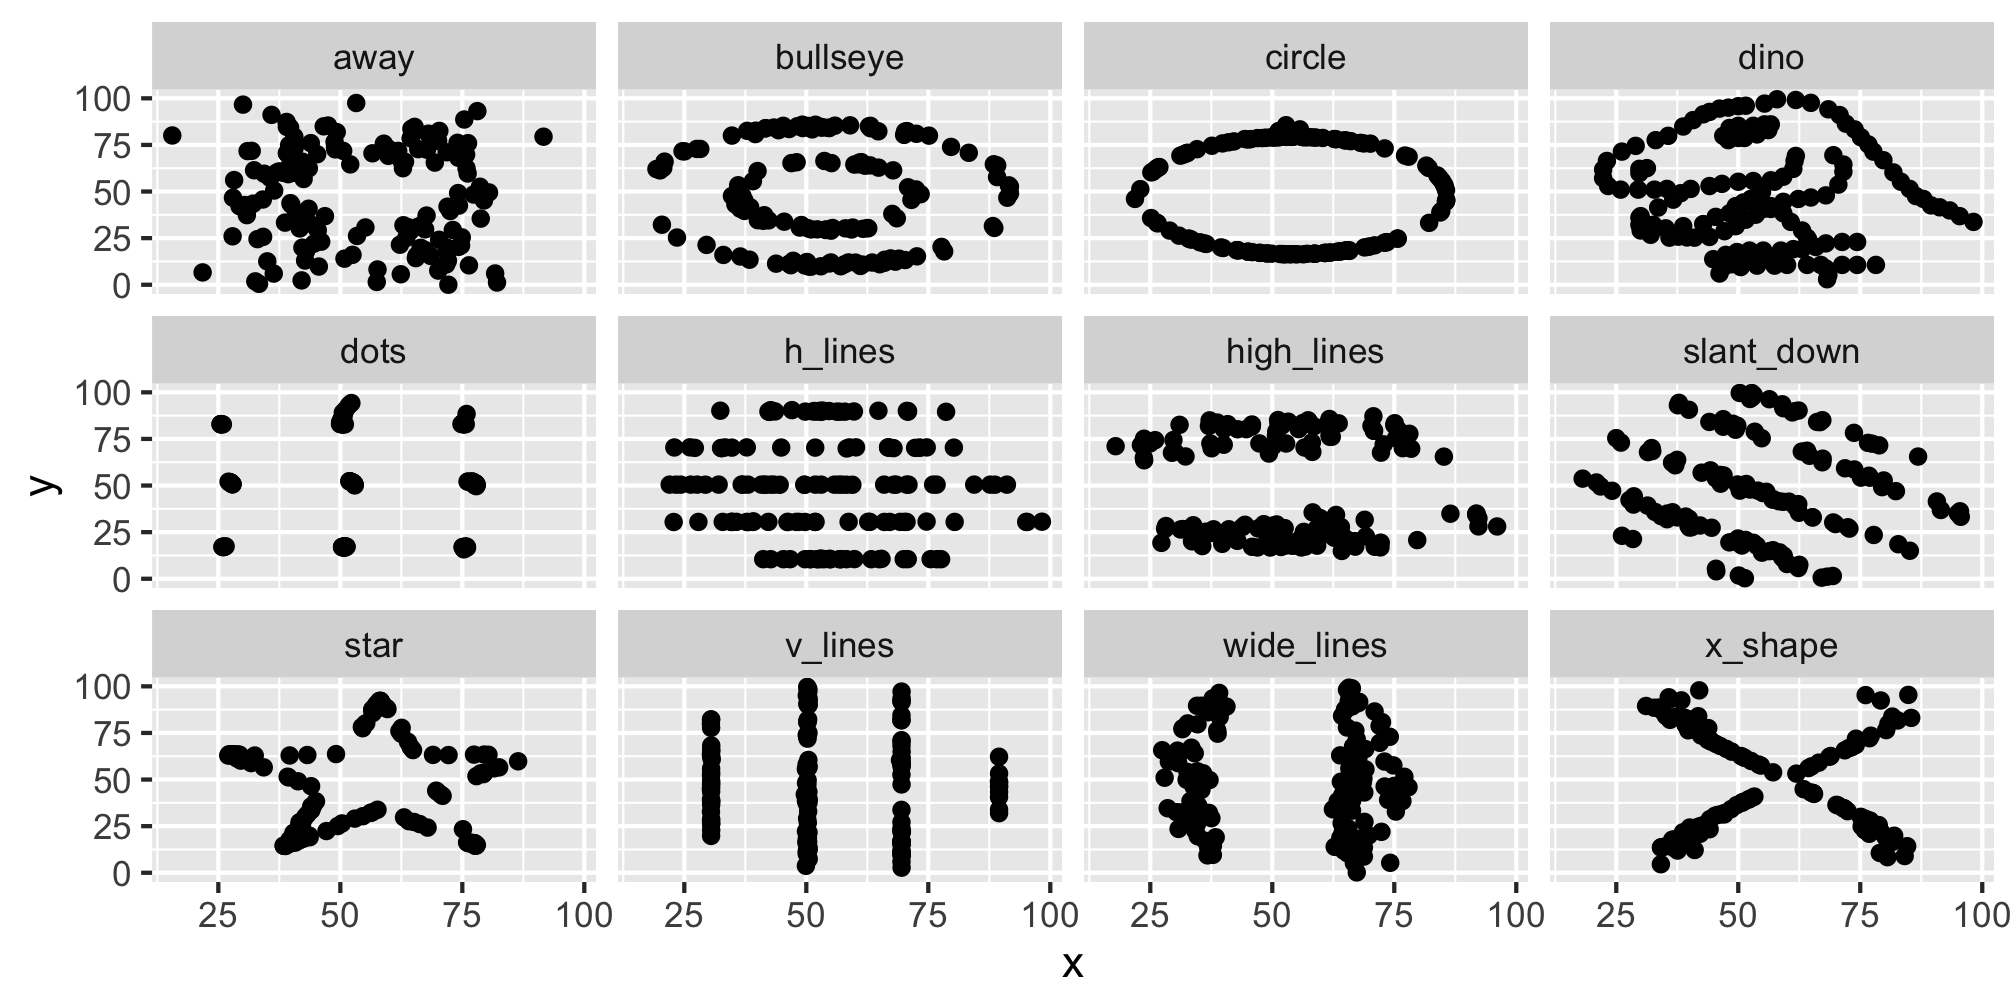 away bullseye circle dino
100
75
50
25
0
dots h_lines high_lines slant_down
100
75
50
25
0
star v_lines wide_lines x_shape
100
75
50
25
0
25 50 75 100 25 50 75 100 25 50 75 100 25 50 75 100
x
y